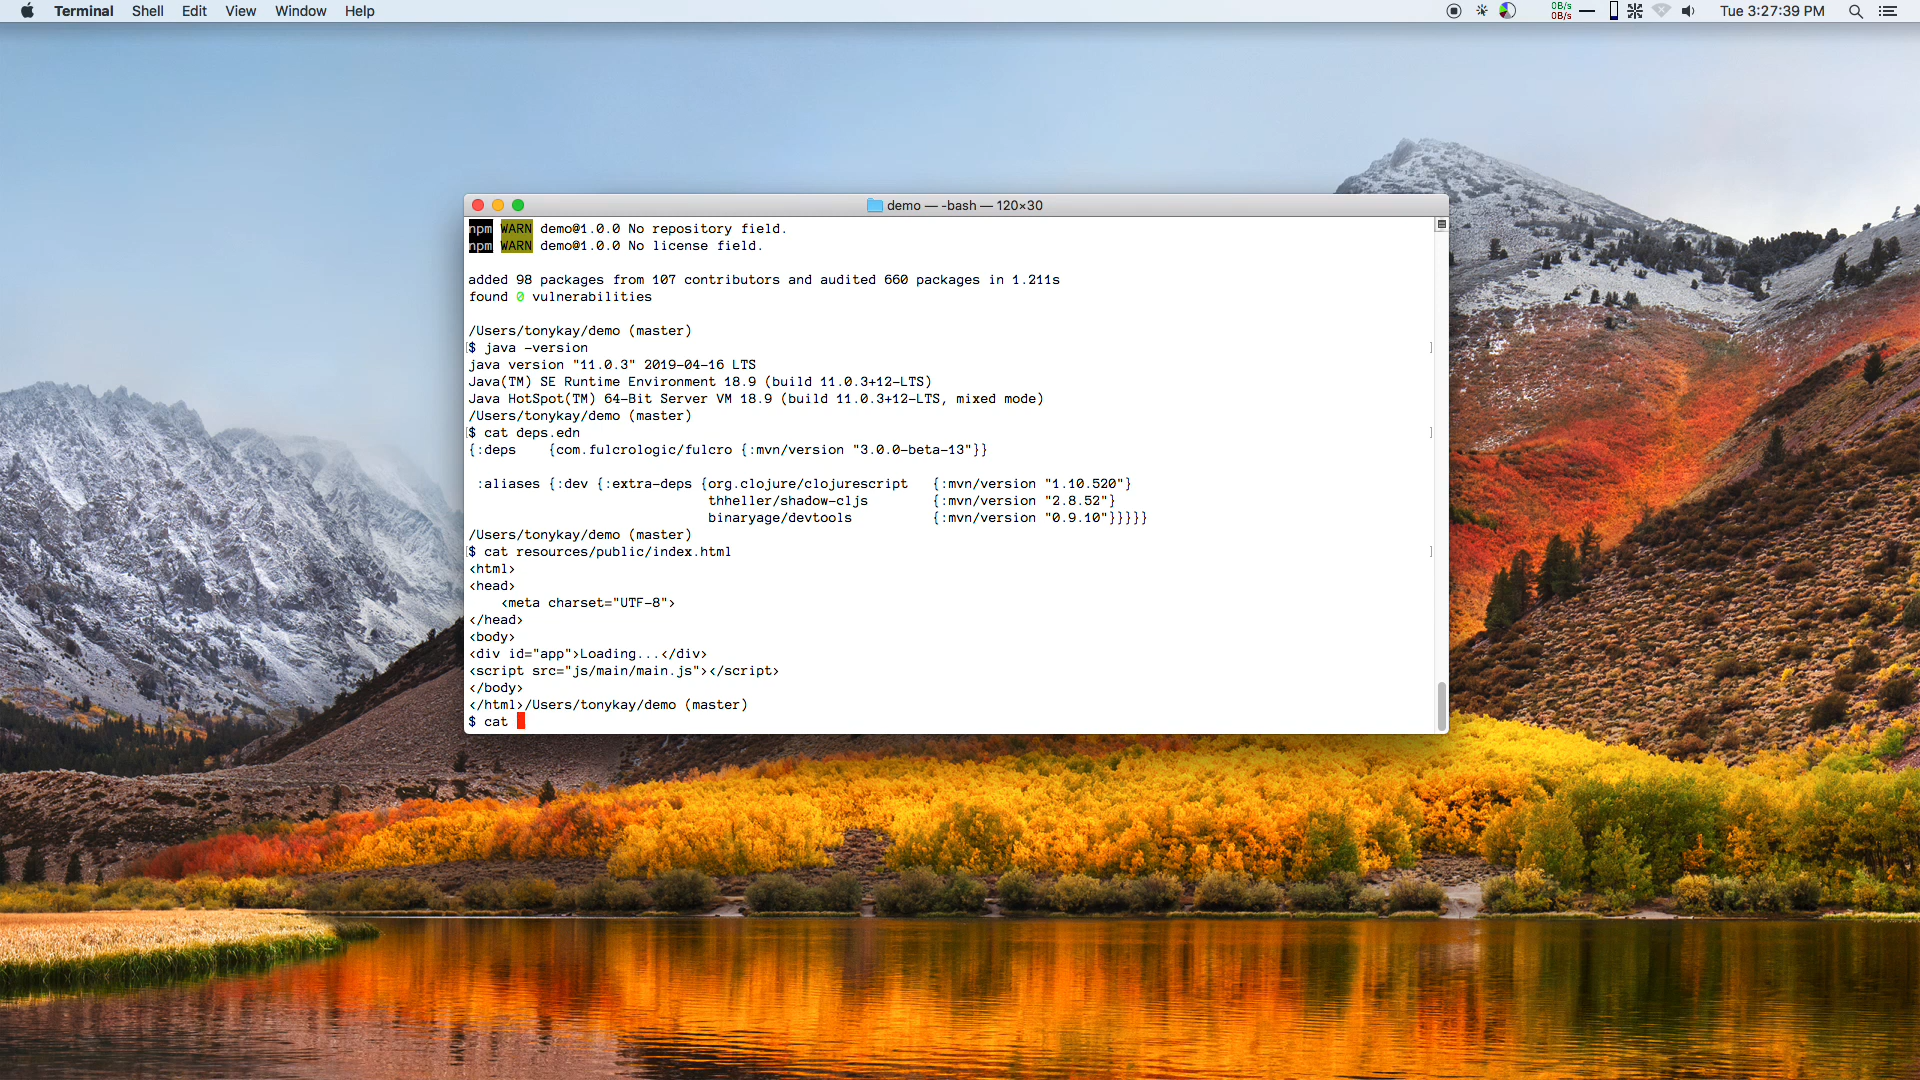 Terminal Shell Edit View Window Help
0B/s
0B/s
Tue 3:27:39 PM
demo — -bash — 120×30
npm WARN demo@1.0.0 No repository field.
npm WARN demo@1.0.0 No license field.
added 98 packages from 107 contributors and audited 660 packages in 1.211s
found 0 vulnerabilities
/Users/tonykay/demo (master)
[$ java -version ]
java version "11.0.3" 2019-04-16 LTS
Java(TM) SE Runtime Environment 18.9 (build 11.0.3+12-LTS)
Java HotSpot(TM) 64-Bit Server VM 18.9 (build 11.0.3+12-LTS, mixed mode)
/Users/tonykay/demo (master)
[$ cat deps.edn ]
{:deps    {com.fulcrologic/fulcro {:mvn/version "3.0.0-beta-13"}}
:aliases {:dev {:extra-deps {org.clojure/clojurescript   {:mvn/version "1.10.520"}
thheller/shadow-cljs        {:mvn/version "2.8.52"}
binaryage/devtools          {:mvn/version "0.9.10"}}}}}
/Users/tonykay/demo (master)
[$ cat resources/public/index.html ]
<html>
<head>
<meta charset="UTF-8">
</head>
<body>
<div id="app">Loading...</div>
<script src="js/main/main.js"></script>
</body>
</html>/Users/tonykay/demo (master)
$ cat